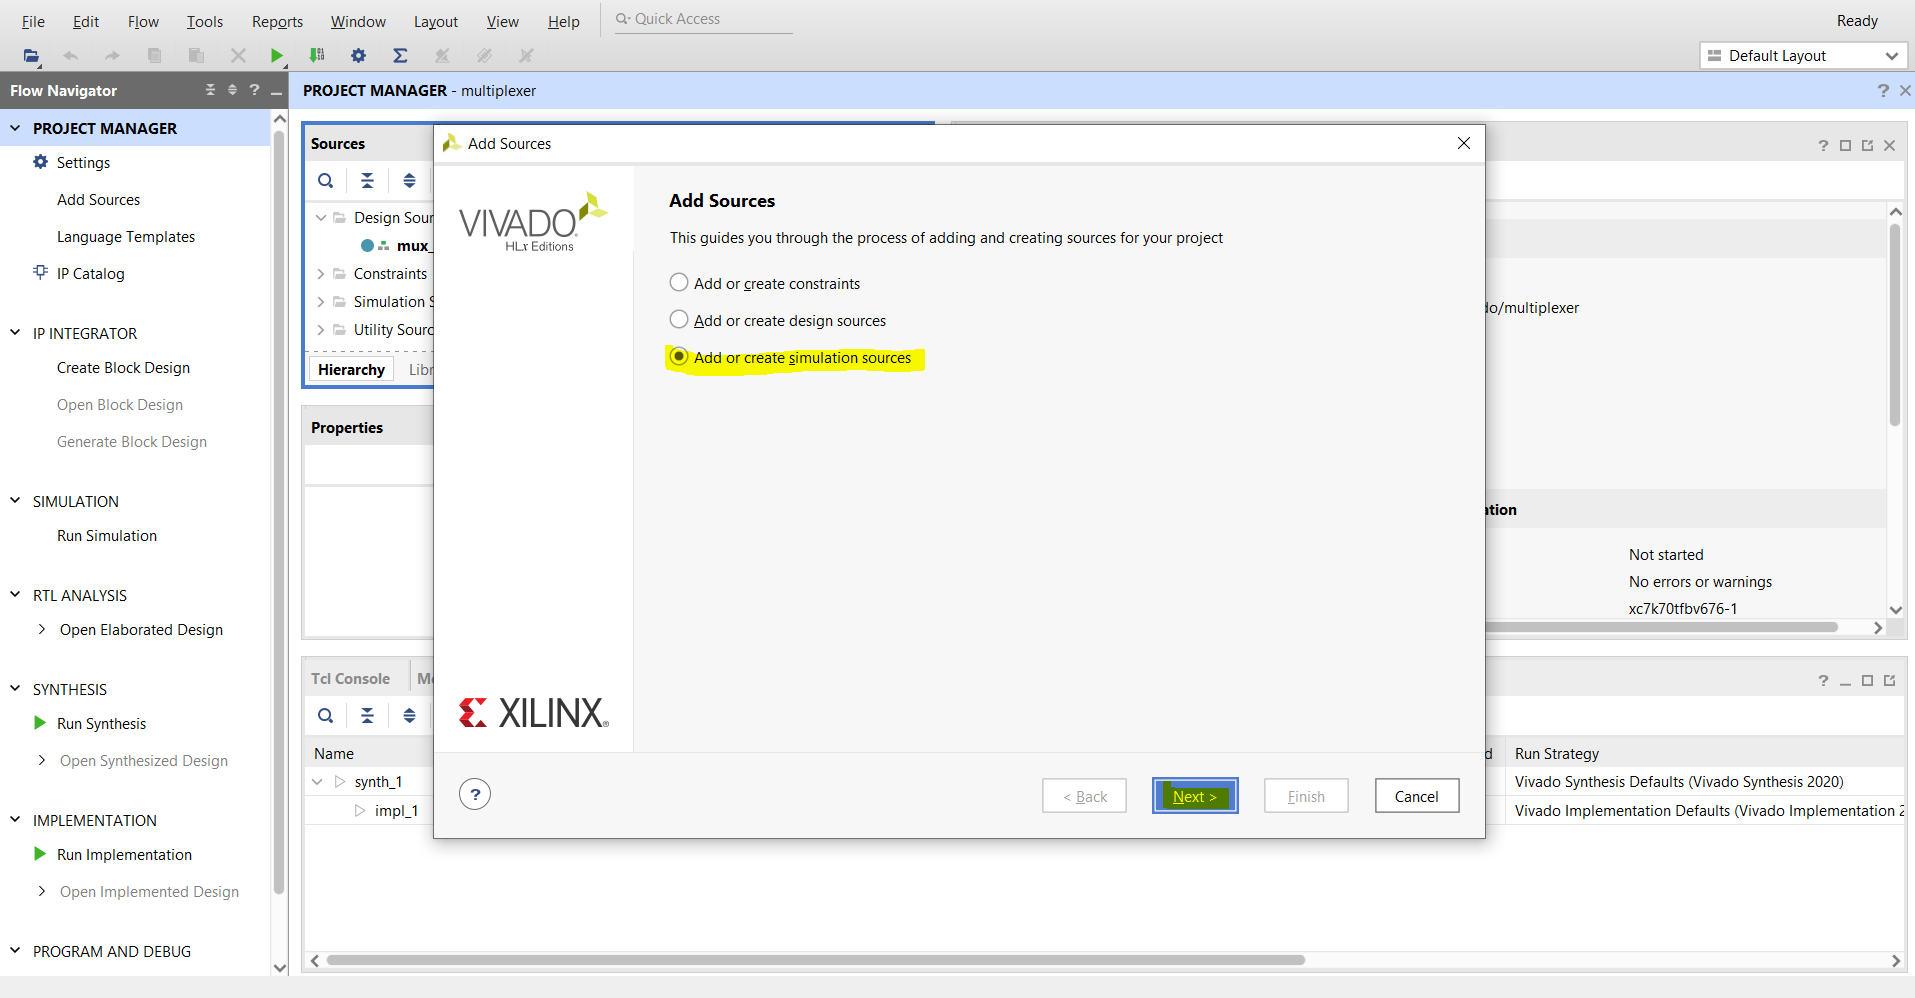 File Edit Flow Tools Reports Window Layout View Help Quick Access Ready
Default Layout
Flow Navigator ? PROJECT MANAGER - multiplexer ?
PROJECT MANAGER
Settings
Add Sources
Language Templates
IP Catalog
IP INTEGRATOR
Create Block Design
Open Block Design
Generate Block Design
SIMULATION
Run Simulation
RTL ANALYSIS
Open Elaborated Design
SYNTHESIS
Run Synthesis
Open Synthesized Design
IMPLEMENTATION
Run Implementation
Open Implemented Design
PROGRAM AND DEBUG
Sources
Design Sour
mux_
Constraints
Simulation S
Utility Sourc
Hierarchy Libr
Properties
Add Sources
VIVADO
HLx Editions
Add Sources
This guides you through the process of adding and creating sources for your project
Add or create constraints
Add or create design sources
Add or create simulation sources
XILINX®
? < Back Next > Finish Cancel
?
do/multiplexer
ation
Not started
No errors or warnings
xc7k70tfbv676-1
Tcl Console Me ?
Name d Run Strategy
synth_1 Vivado Synthesis Defaults (Vivado Synthesis 2020)
impl_1 Vivado Implementation Defaults (Vivado Implementation 2